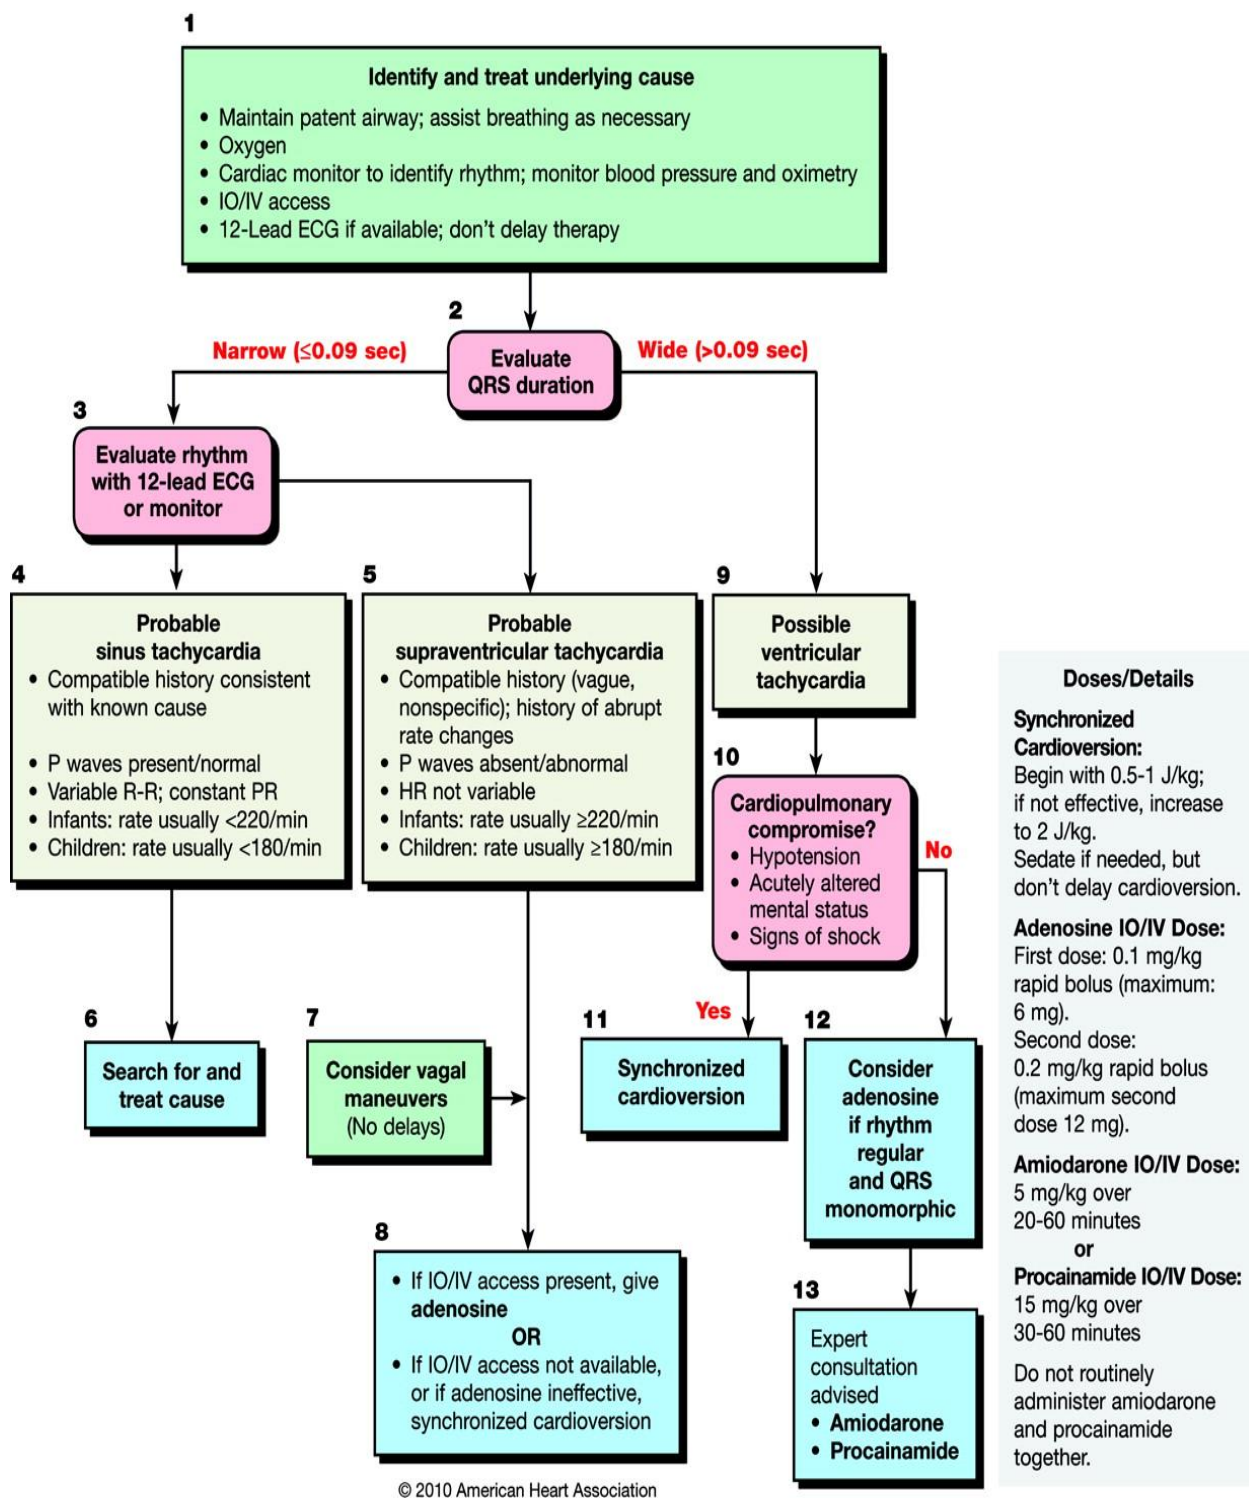 1
Identify and treat underlying cause
• Maintain patent airway; assist breathing as necessary
• Oxygen
• Cardiac monitor to identify rhythm; monitor blood pressure and oximetry
• IO/IV access
• 12-Lead ECG if available; don't delay therapy
2
Narrow (≤0.09 sec)
Evaluate
QRS duration
Wide (>0.09 sec)
3
Evaluate rhythm
with 12-lead ECG
or monitor
4
Probable
sinus tachycardia
• Compatible history consistent
with known cause
• P waves present/normal
• Variable R-R; constant PR
• Infants: rate usually <220/min
• Children: rate usually <180/min
5
Probable
supraventricular tachycardia
• Compatible history (vague,
nonspecific); history of abrupt
rate changes
• P waves absent/abnormal
• HR not variable
• Infants: rate usually ≥220/min
• Children: rate usually ≥180/min
9
Possible
ventricular
tachycardia
10
Cardiopulmonary
compromise?
• Hypotension
• Acutely altered
mental status
• Signs of shock
No
Yes
6
Search for and
treat cause
7
Consider vagal
maneuvers
(No delays)
8
• If IO/IV access present, give
adenosine
OR
• If IO/IV access not available,
or if adenosine ineffective,
synchronized cardioversion
11
Synchronized
cardioversion
12
Consider
adenosine
if rhythm
regular
and QRS
monomorphic
13
Expert
consultation
advised
• Amiodarone
• Procainamide
Doses/Details
Synchronized
Cardioversion:
Begin with 0.5-1 J/kg;
if not effective, increase
to 2 J/kg.
Sedate if needed, but
don't delay cardioversion.
Adenosine IO/IV Dose:
First dose: 0.1 mg/kg
rapid bolus (maximum:
6 mg).
Second dose:
0.2 mg/kg rapid bolus
(maximum second
dose 12 mg).
Amiodarone IO/IV Dose:
5 mg/kg over
20-60 minutes
or
Procainamide IO/IV Dose:
15 mg/kg over
30-60 minutes
Do not routinely
administer amiodarone
and procainamide
together.
© 2010 American Heart Association